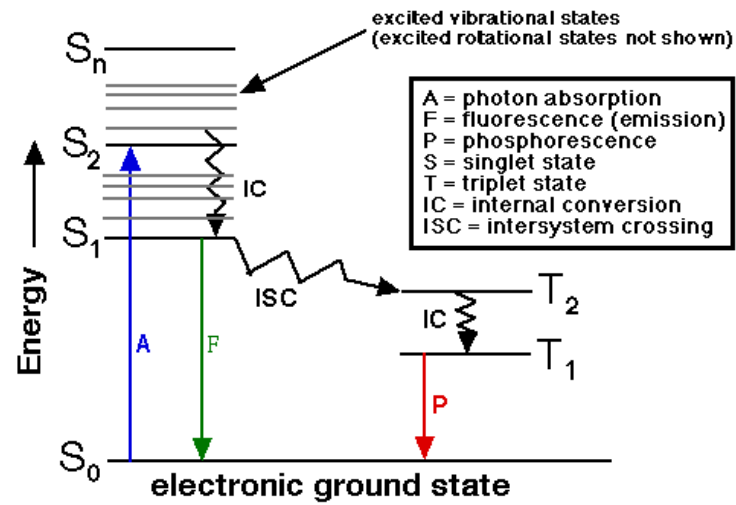 excited vibrational states
(excited rotational states not shown)
Sn
A = photon absorption
F = fluorescence (emission)
P = phosphorescence
S = singlet state
T = triplet state
IC = internal conversion
ISC = intersystem crossing
S2
IC
S1
ISC
T2
IC
T1
Energy
A
F
P
S0
electronic ground state